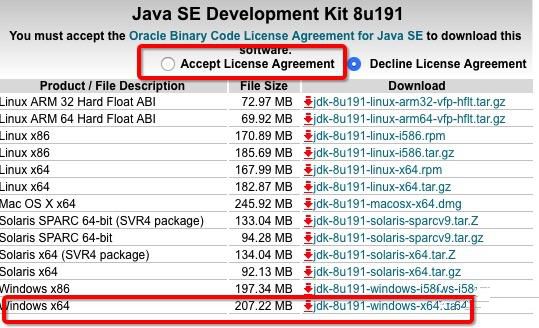 Java SE Development Kit 8u191
You must accept the Oracle Binary Code License Agreement for Java SE to download this
software.
Accept License Agreement Decline License Agreement
Product / File Description File Size Download
Linux ARM 32 Hard Float ABI 72.97 MB jdk-8u191-linux-arm32-vfp-hflt.tar.gz
Linux ARM 64 Hard Float ABI 69.92 MB jdk-8u191-linux-arm64-vfp-hflt.tar.gz
Linux x86 170.89 MB jdk-8u191-linux-i586.rpm
Linux x86 185.69 MB jdk-8u191-linux-i586.tar.gz
Linux x64 167.99 MB jdk-8u191-linux-x64.rpm
Linux x64 182.87 MB jdk-8u191-linux-x64.tar.gz
Mac OS X x64 245.92 MB jdk-8u191-macosx-x64.dmg
Solaris SPARC 64-bit (SVR4 package) 133.04 MB jdk-8u191-solaris-sparcv9.tar.Z
Solaris SPARC 64-bit 94.28 MB jdk-8u191-solaris-sparcv9.tar.gz
Solaris x64 (SVR4 package) 134.04 MB jdk-8u191-solaris-x64.tar.Z
Solaris x64 92.13 MB jdk-8u191-solaris-x64.tar.gz
Windows x86 197.34 MB
Windows x64 207.22 MB jdk-8u191-windows-x64